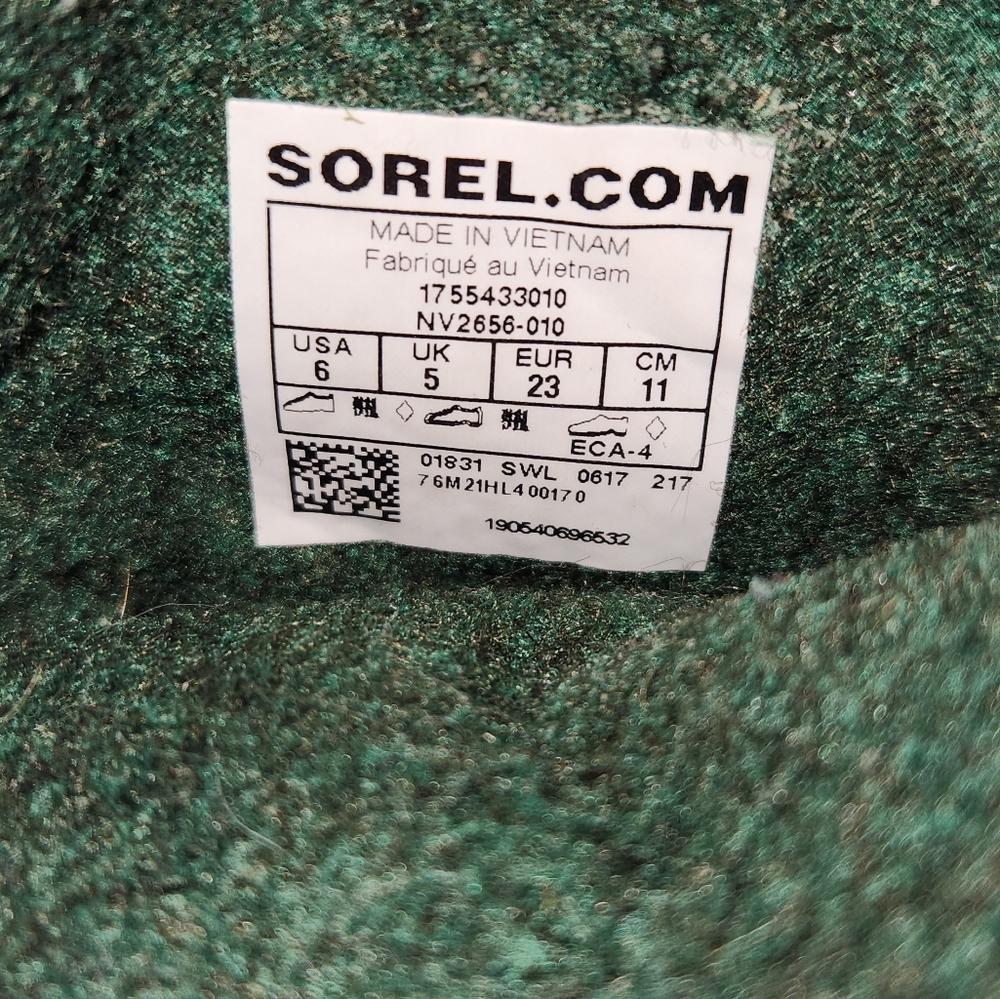 SOREL.COM
MADE IN VIETNAM
Fabriqué au Vietnam
1755433010
NV2656-010
USA UK EUR CM
6 5 23 11
ECA-4
01831 SWL 0617 217
76M21HL400170
190540696532